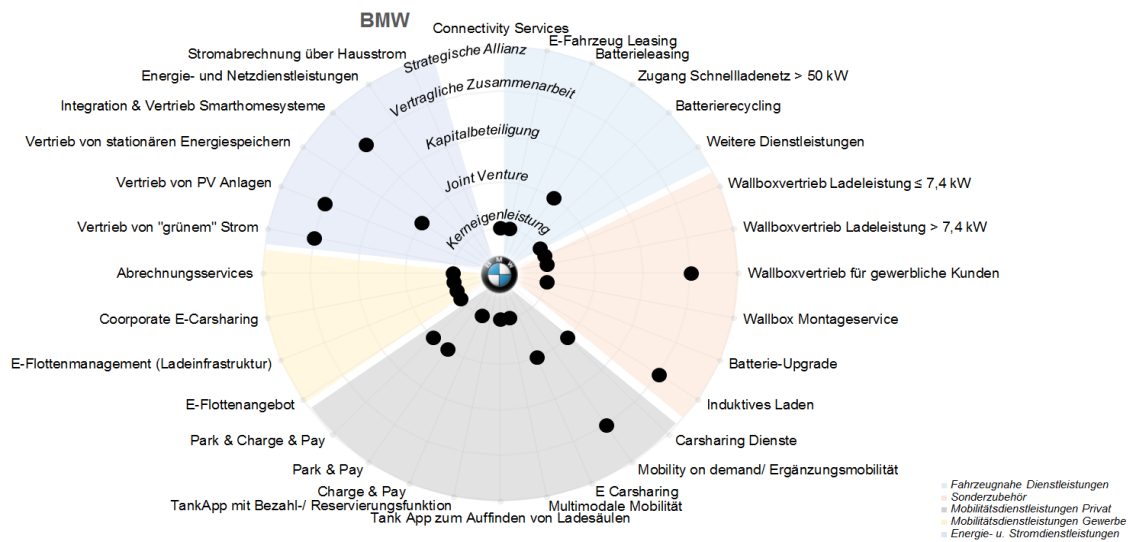 BMW
Connectivity Services
E-Fahrzeug Leasing
Batterieleasing
Zugang Schnellladenetz > 50 kW
Batterierecycling
Weitere Dienstleistungen
Wallboxvertrieb Ladeleistung ≤ 7,4 kW
Wallboxvertrieb Ladeleistung > 7,4 kW
Wallboxvertrieb für gewerbliche Kunden
Wallbox Montageservice
Batterie-Upgrade
Induktives Laden
Carsharing Dienste
Mobility on demand/ Ergänzungsmobilität
E Carsharing
Multimodale Mobilität
Tank App zum Auffinden von Ladesäulen
TankApp mit Bezahl-/ Reservierungsfunktion
Charge & Pay
Park & Pay
Park & Charge & Pay
E-Flottenangebot
E-Flottenmanagement (Ladeinfrastruktur)
Coorporate E-Carsharing
Abrechnungsservices
Vertrieb von "grünem" Strom
Vertrieb von PV Anlagen
Vertrieb von stationären Energiespeichern
Integration & Vertrieb Smarthomesysteme
Energie- und Netzdienstleistungen
Stromabrechnung über Hausstrom
Strategische Allianz
Vertragliche Zusammenarbeit
Kapitalbeteiligung
Joint Venture
Kerneigenleistung
BMW
Fahrzeugnahe Dienstleistungen
Sonderzubehör
Mobilitätsdienstleistungen Privat
Mobilitätsdienstleistungen Gewerbe
Energie- u. Stromdienstleistungen